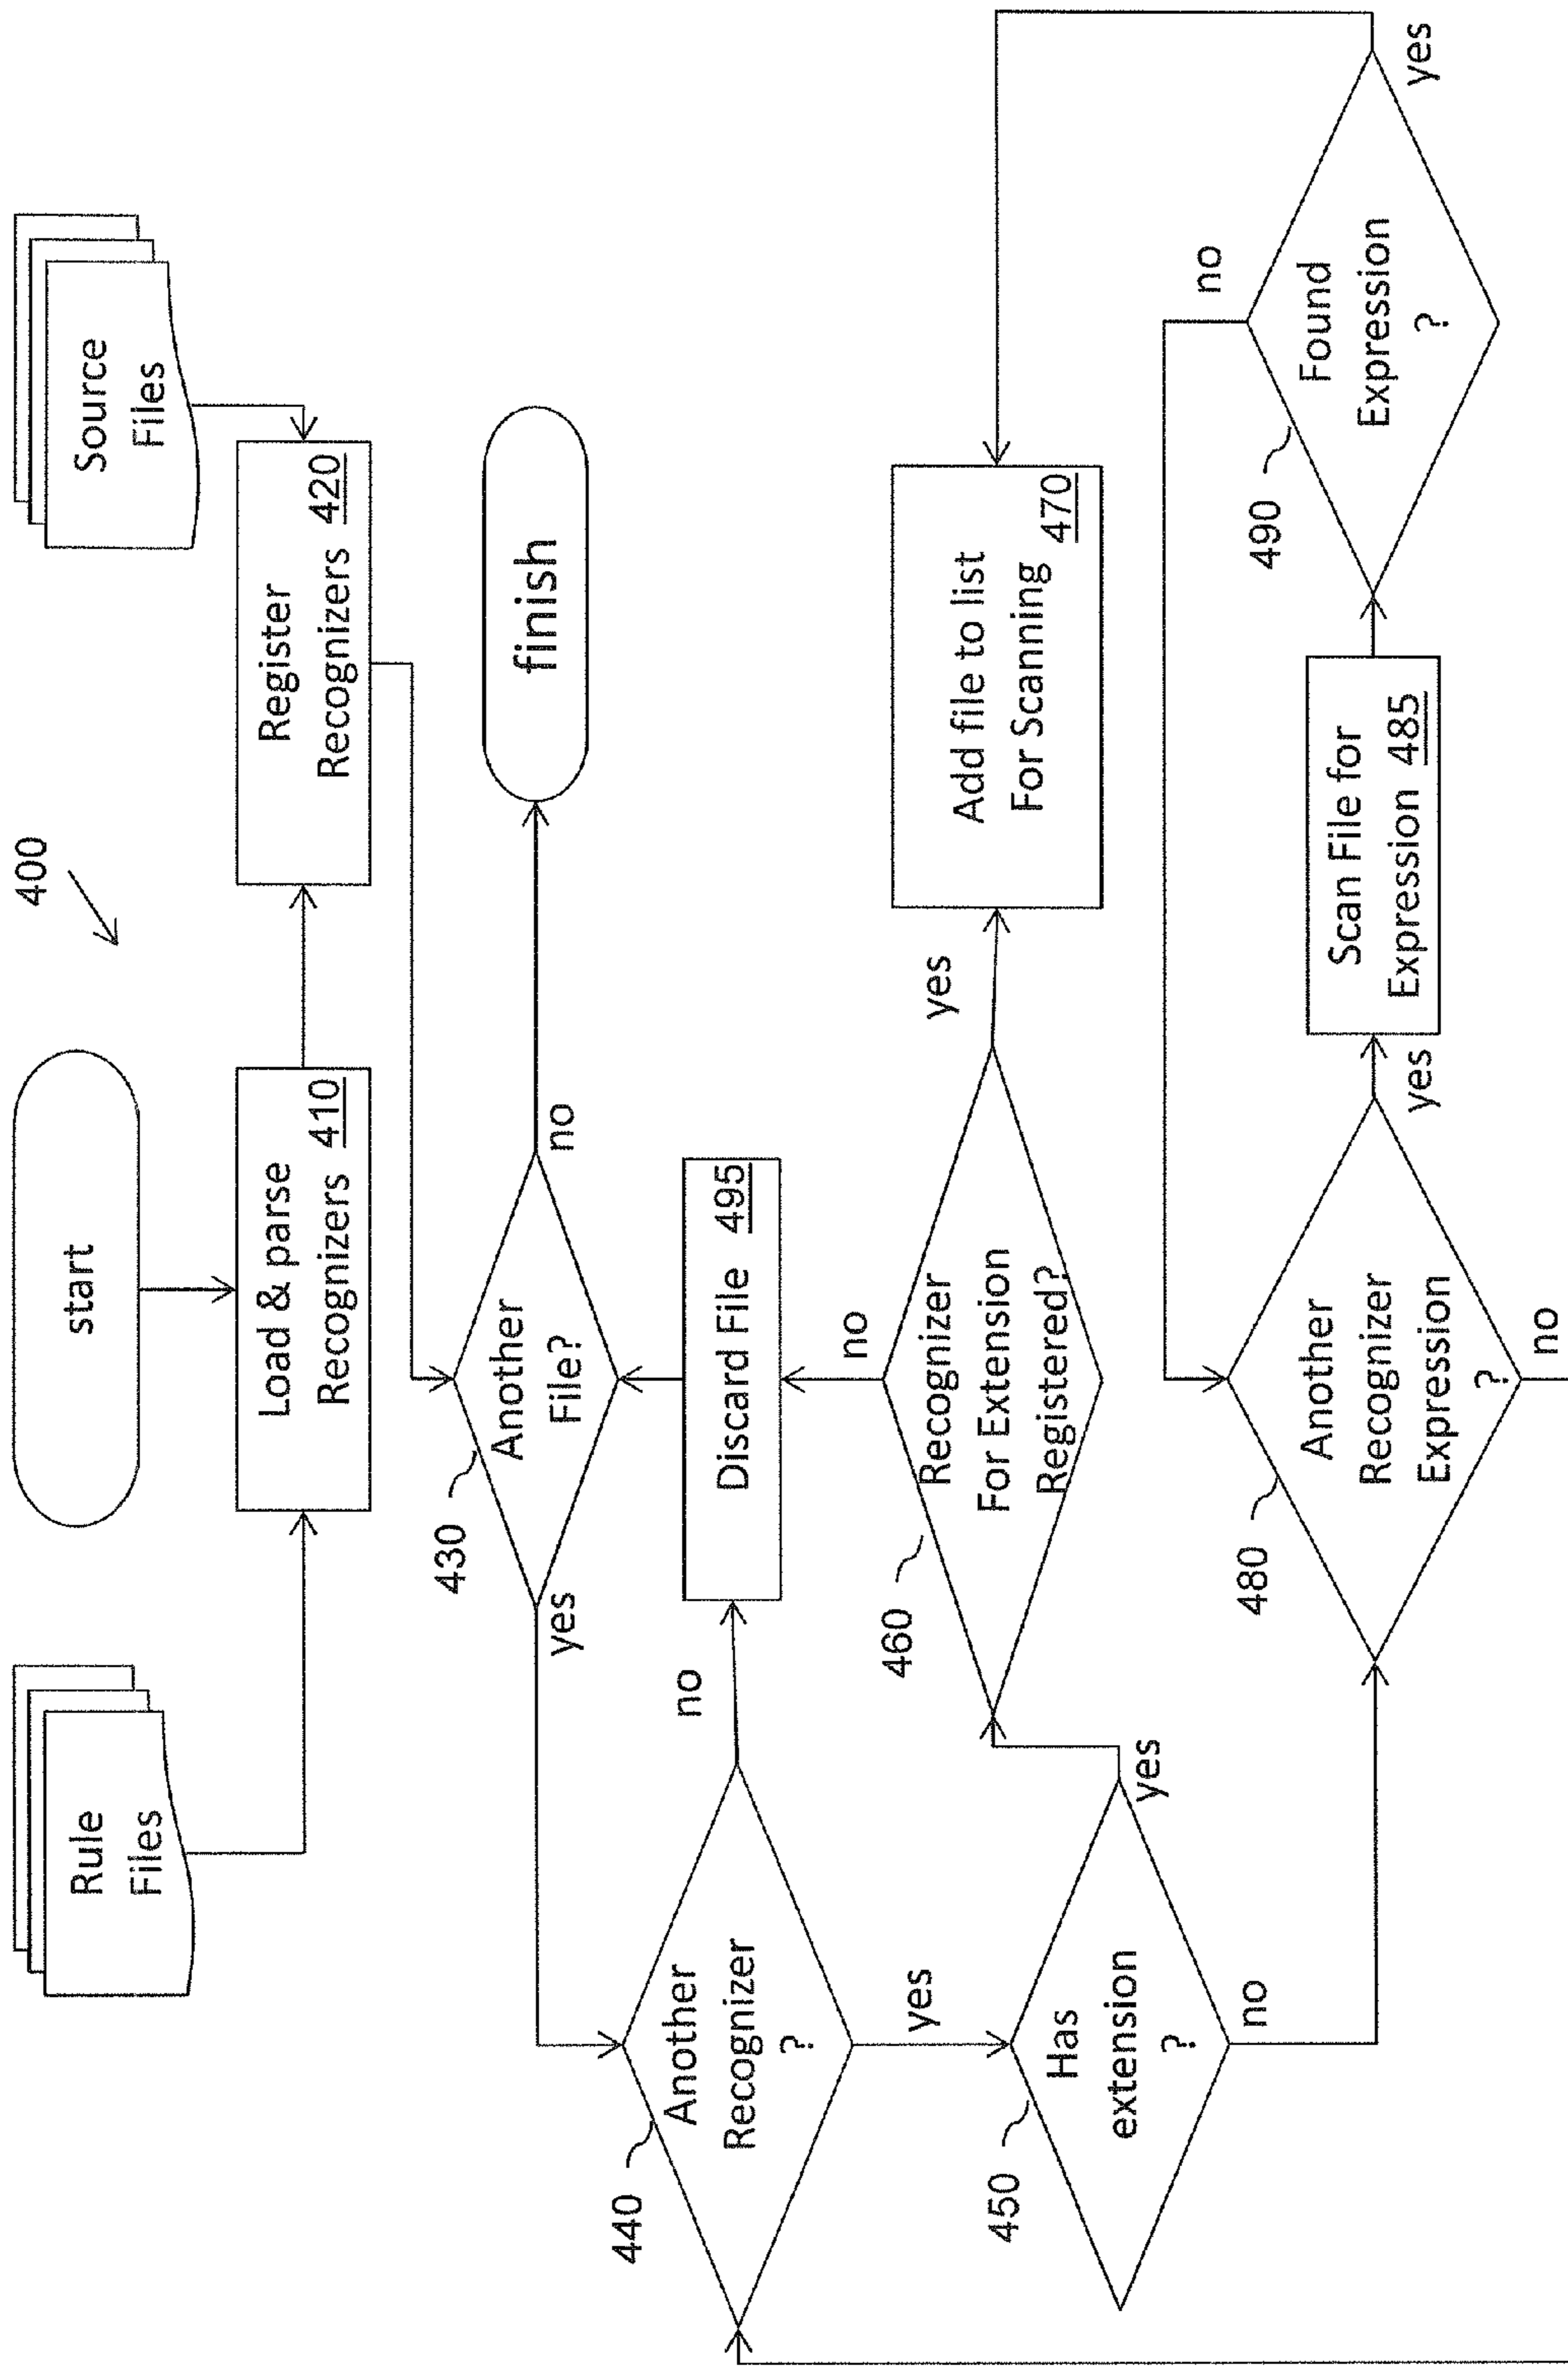 400
Rule
Files
start
Source
Files
Load & parse
Recognizers 410
Register
Recognizers 420
430
Another
File?
yes
no
finish
440
Another
Recognizer
?
no
yes
Discard File 495
450
Has
extension
?
yes
no
460
Recognizer
For Extension
Registered?
no
yes
Add file to list
For Scanning 470
480
Another
Recognizer
Expression
?
yes
no
Scan File for
Expression 485
490
Found
Expression
?
no
yes